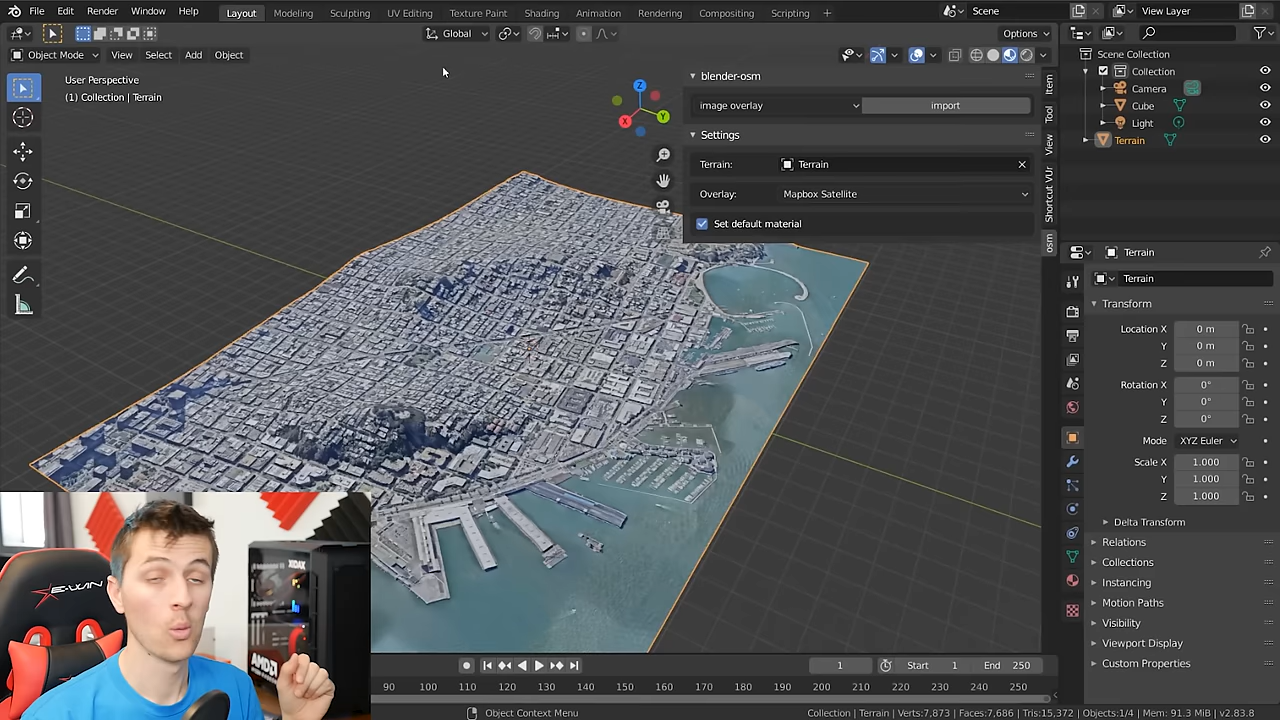 File Edit Render Window Help Layout Modeling Sculpting UV Editing Texture Paint Shading Animation Rendering Compositing Scripting + Scene View Layer
Global Options
Object Mode View Select Add Object
User Perspective
(1) Collection | Terrain
Z
Y
X
blender-osm
image overlay import
Settings
Terrain: Terrain
Overlay: Mapbox Satellite
Set default material
Item
Tool
View
Shortcut VUr
osm
Scene Collection
Collection
Camera
Cube
Light
Terrain
Terrain
Terrain
Transform
Location X 0 m
Y 0 m
Z 0 m
Rotation X 0°
Y 0°
Z 0°
Mode XYZ Euler
Scale X 1.000
Y 1.000
Z 1.000
Delta Transform
Relations
Collections
Instancing
Motion Paths
Visibility
Viewport Display
Custom Properties
E-WIN
XIDAX
AMD
1 Start 1 End 250
90 100 110 120 130 140 150 160 170 180 190 200 210 220 230 240 250
Object Context Menu
Collection | Terrain | Verts:7,873 | Faces:7,686 | Tris:15,372 | Objects:1/4 | Mem: 91.3 MiB | v2.83.8